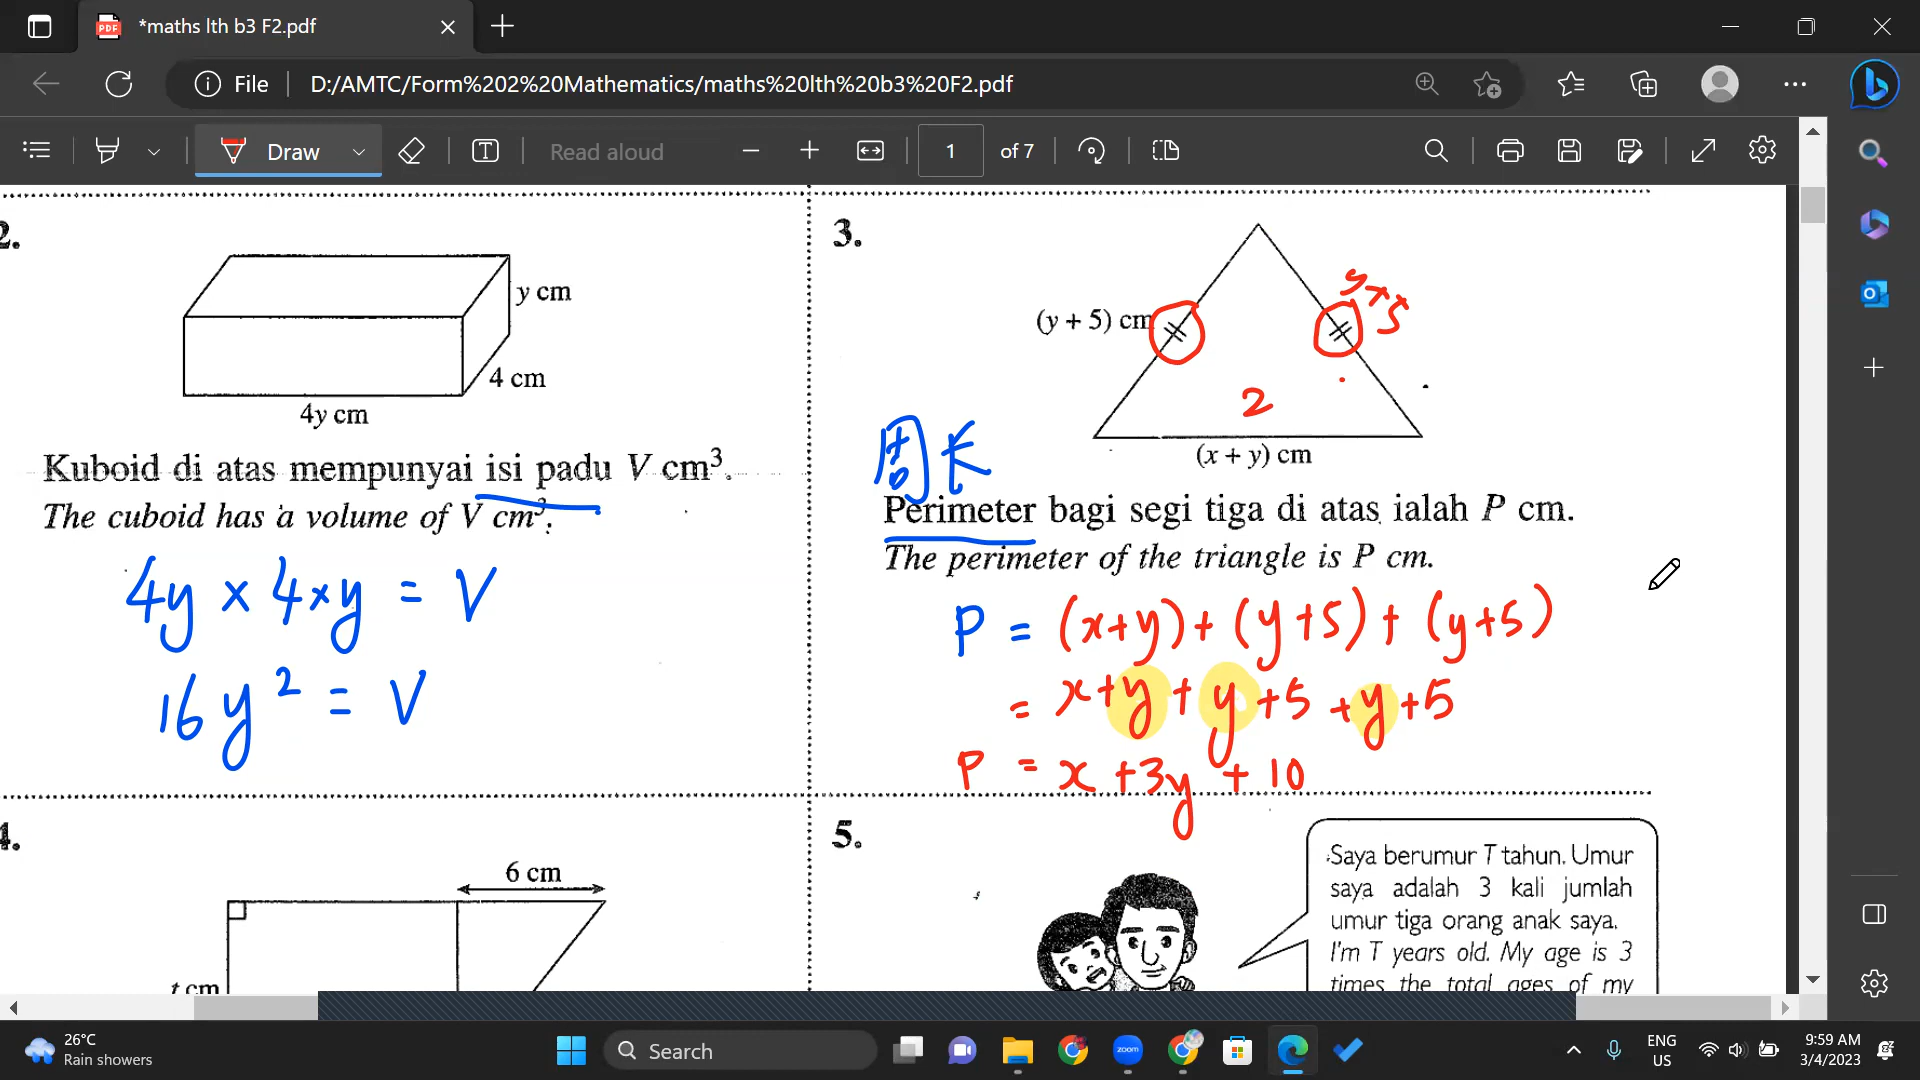 *maths lth b3 F2.pdf
File
D:/AMTC/Form%202%20Mathematics/maths%20lth%20b3%20F2.pdf
Draw
Read aloud
1
of 7
2.
y cm
4 cm
4y cm
Kuboid di atas mempunyai isi padu V cm³.
The cuboid has a volume of V cm³.
4y × 4 × y = V
16y² = V
3.
(y + 5) cm
y+5
2
(x + y) cm
周长
Perimeter bagi segi tiga di atas ialah P cm.
The perimeter of the triangle is P cm.
P = (x+y) + (y+5) + (y+5)
= x+y + y +5 +y+5
P = x +3y +10
4.
6 cm
t cm
5.
Saya berumur T tahun. Umur
saya adalah 3 kali jumlah
umur tiga orang anak saya.
I'm T years old. My age is 3
times the total ages of my
26°C
Rain showers
Search
zoom
ENG
US
9:59 AM
3/4/2023